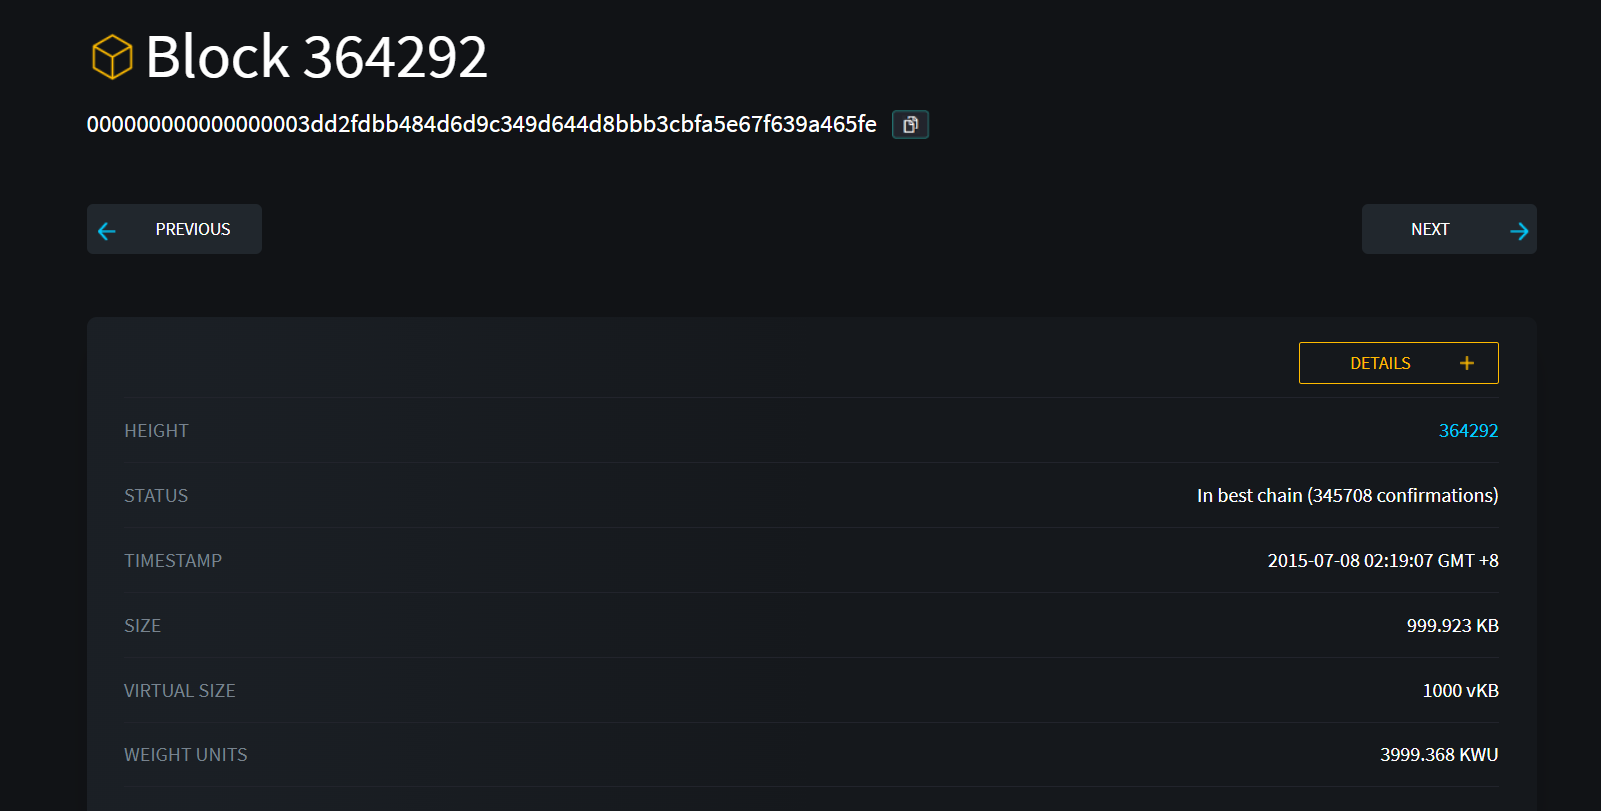 Block 364292
000000000000000003dd2fdbb484d6d9c349d644d8bbb3cbfa5e67f639a465fe
PREVIOUS
NEXT
DETAILS +
HEIGHT 364292
STATUS In best chain (345708 confirmations)
TIMESTAMP 2015-07-08 02:19:07 GMT +8
SIZE 999.923 KB
VIRTUAL SIZE 1000 vKB
WEIGHT UNITS 3999.368 KWU